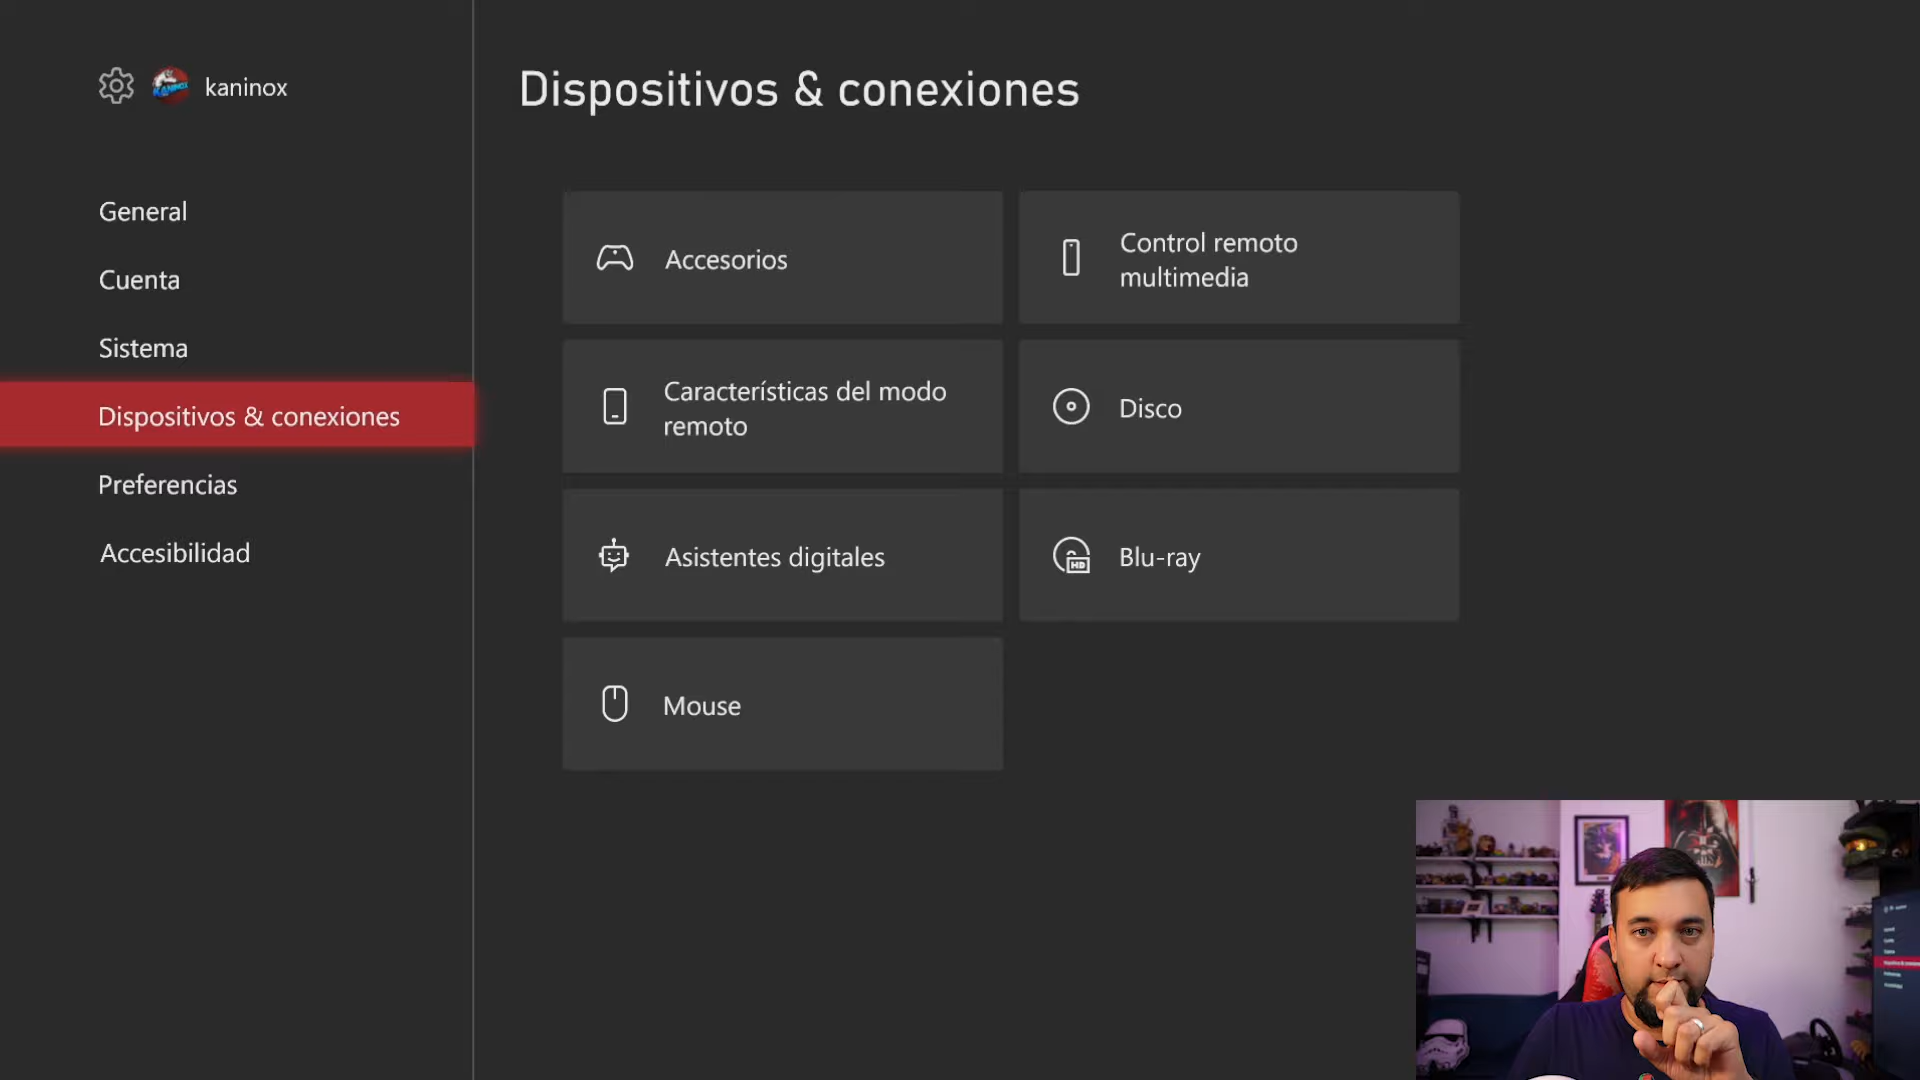 kaninox
General
Cuenta
Sistema
Dispositivos & conexiones
Preferencias
Accesibilidad
Dispositivos & conexiones
Accesorios
Control remoto
multimedia
Características del modo
remoto
Disco
Asistentes digitales
HD
Blu-ray
Mouse